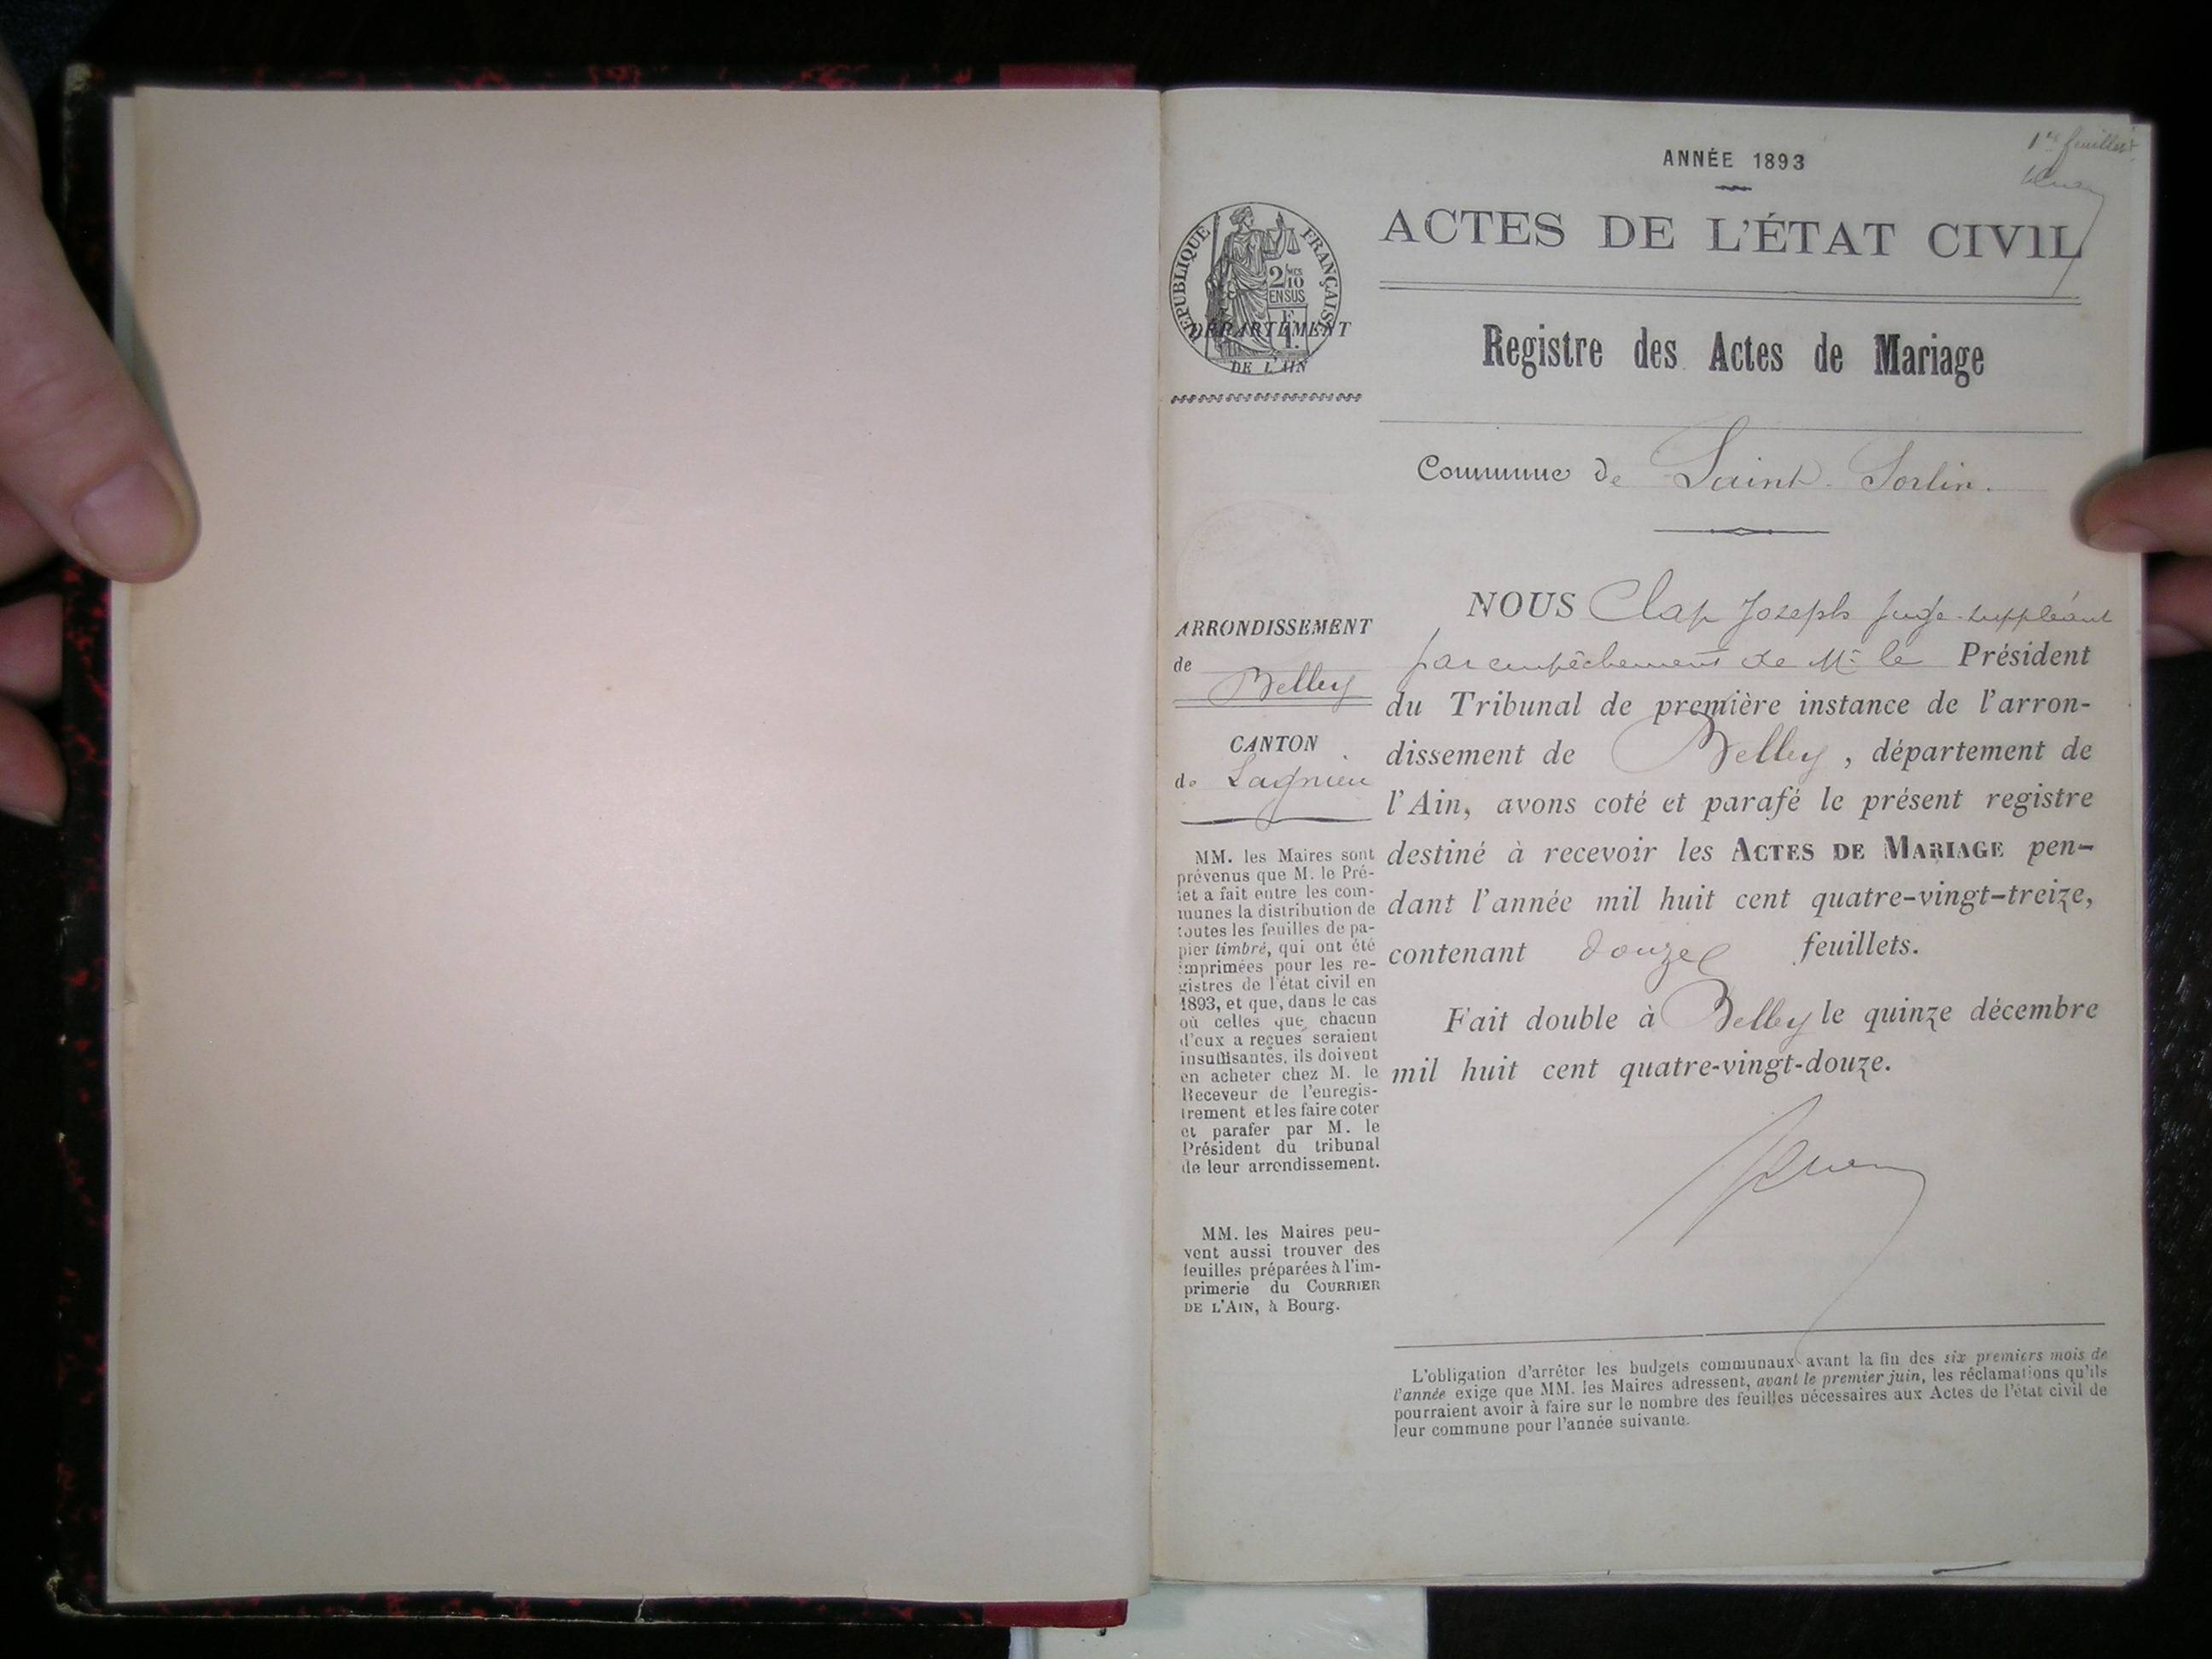 1er feuillet
ANNÉE 1893
ACTES DE L'ÉTAT CIVIL
RÉPUBLIQUE FRANÇAISE
2 MES
10
EN SUS
F
1.
DÉPARTEMENT
DE L'AIN
Registre des Actes de Mariage
Commune de Saint-Sorlin.
ARRONDISSEMENT
de
Belley
CANTON
de Lagnieu
MM. les Maires sont
prévenus que M. le Pré-
fet a fait entre les com-
munes la distribution de
toutes les feuilles de pa-
pier timbré, qui ont été
imprimées pour les re-
gistres de l'état civil en
1893, et que, dans le cas
où celles que chacun
d'eux a reçues seraient
insuffisantes, ils doivent
en acheter chez M. le
Receveur de l'enregis-
trement et les faire coter
et parafer par M. le
Président du tribunal
de leur arrondissement.
MM. les Maires peu-
vent aussi trouver des
feuilles préparées à l'im-
primerie du COURRIER
DE L'AIN, à Bourg.
NOUS Clap Joseph juge-suppléant
par empêchement de Mr le Président
du Tribunal de première instance de l'arron-
dissement de Belley, département de
l'Ain, avons coté et parafé le présent registre
destiné à recevoir les ACTES DE MARIAGE pen-
dant l'année mil huit cent quatre-vingt-treize,
contenant douze feuillets.
Fait double à Belley le quinze décembre
mil huit cent quatre-vingt-douze.
L'obligation d'arrêter les budgets communaux avant la fin des six premiers mois de
l'année exige que MM. les Maires adressent, avant le premier juin, les réclamations qu'ils
pourraient avoir à faire sur le nombre des feuilles nécessaires aux Actes de l'état civil de
leur commune pour l'année suivante.